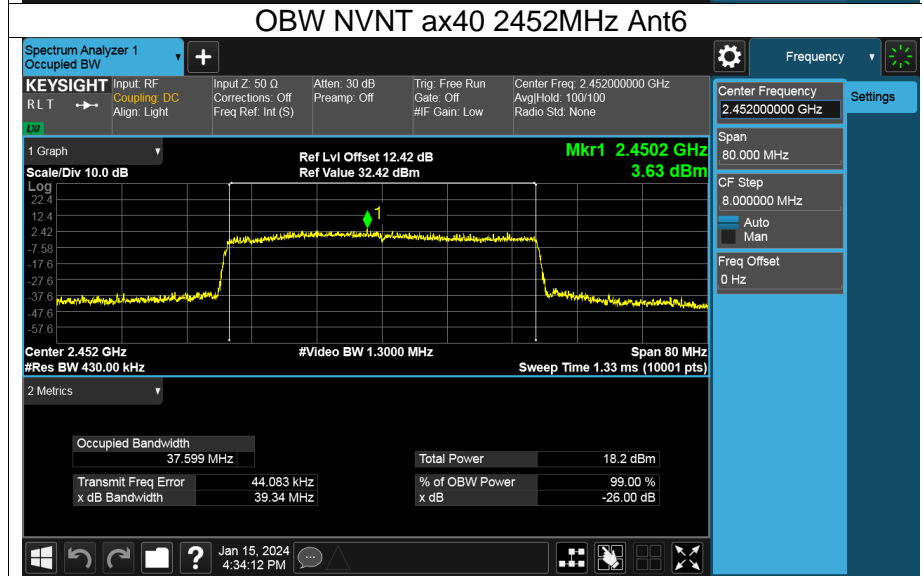 OBW NVNT ax40 2452MHz Ant6
Spectrum Analyzer 1
Occupied BW
+
Frequency
KEYSIGHT
R L T
LXI
Input: RF
Coupling: DC
Align: Light
Input Z: 50 Ω
Corrections: Off
Freq Ref: Int (S)
Atten: 30 dB
Preamp: Off
Trig: Free Run
Gate: Off
#IF Gain: Low
Center Freq: 2.452000000 GHz
Avg|Hold: 100/100
Radio Std: None
Center Frequency
2.452000000 GHz
Settings
Span
80.000 MHz
CF Step
8.000000 MHz
Auto
Man
Freq Offset
0 Hz
1 Graph
Scale/Div 10.0 dB
Ref Lvl Offset 12.42 dB
Ref Value 32.42 dBm
Mkr1 2.4502 GHz
3.63 dBm
Log
22.4
12.4
2.42
-7.58
-17.6
-27.6
-37.6
-47.6
-57.6
1
Center 2.452 GHz
#Video BW 1.3000 MHz
Span 80 MHz
#Res BW 430.00 kHz
Sweep Time 1.33 ms (10001 pts)
2 Metrics
Occupied Bandwidth
37.599 MHz
Total Power 18.2 dBm
Transmit Freq Error 44.083 kHz
% of OBW Power 99.00 %
x dB Bandwidth 39.34 MHz
x dB -26.00 dB
?
Jan 15, 2024
4:34:12 PM